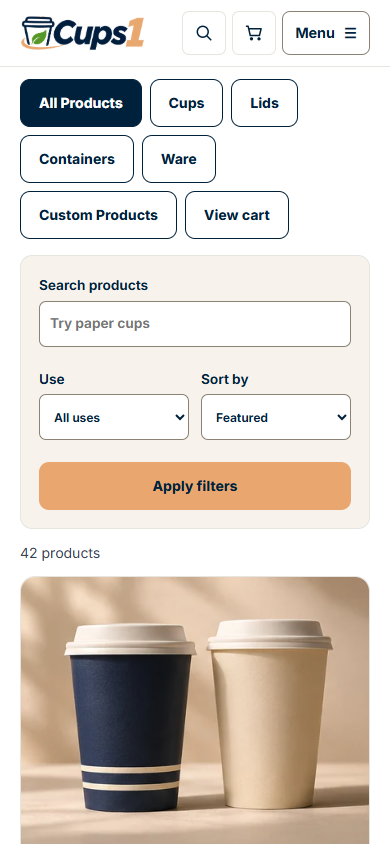 Cups1
Menu
All Products
Cups
Lids
Containers
Ware
Custom Products
View cart
Search products
Try paper cups
Use
Sort by
All uses
Featured
Apply filters
42 products